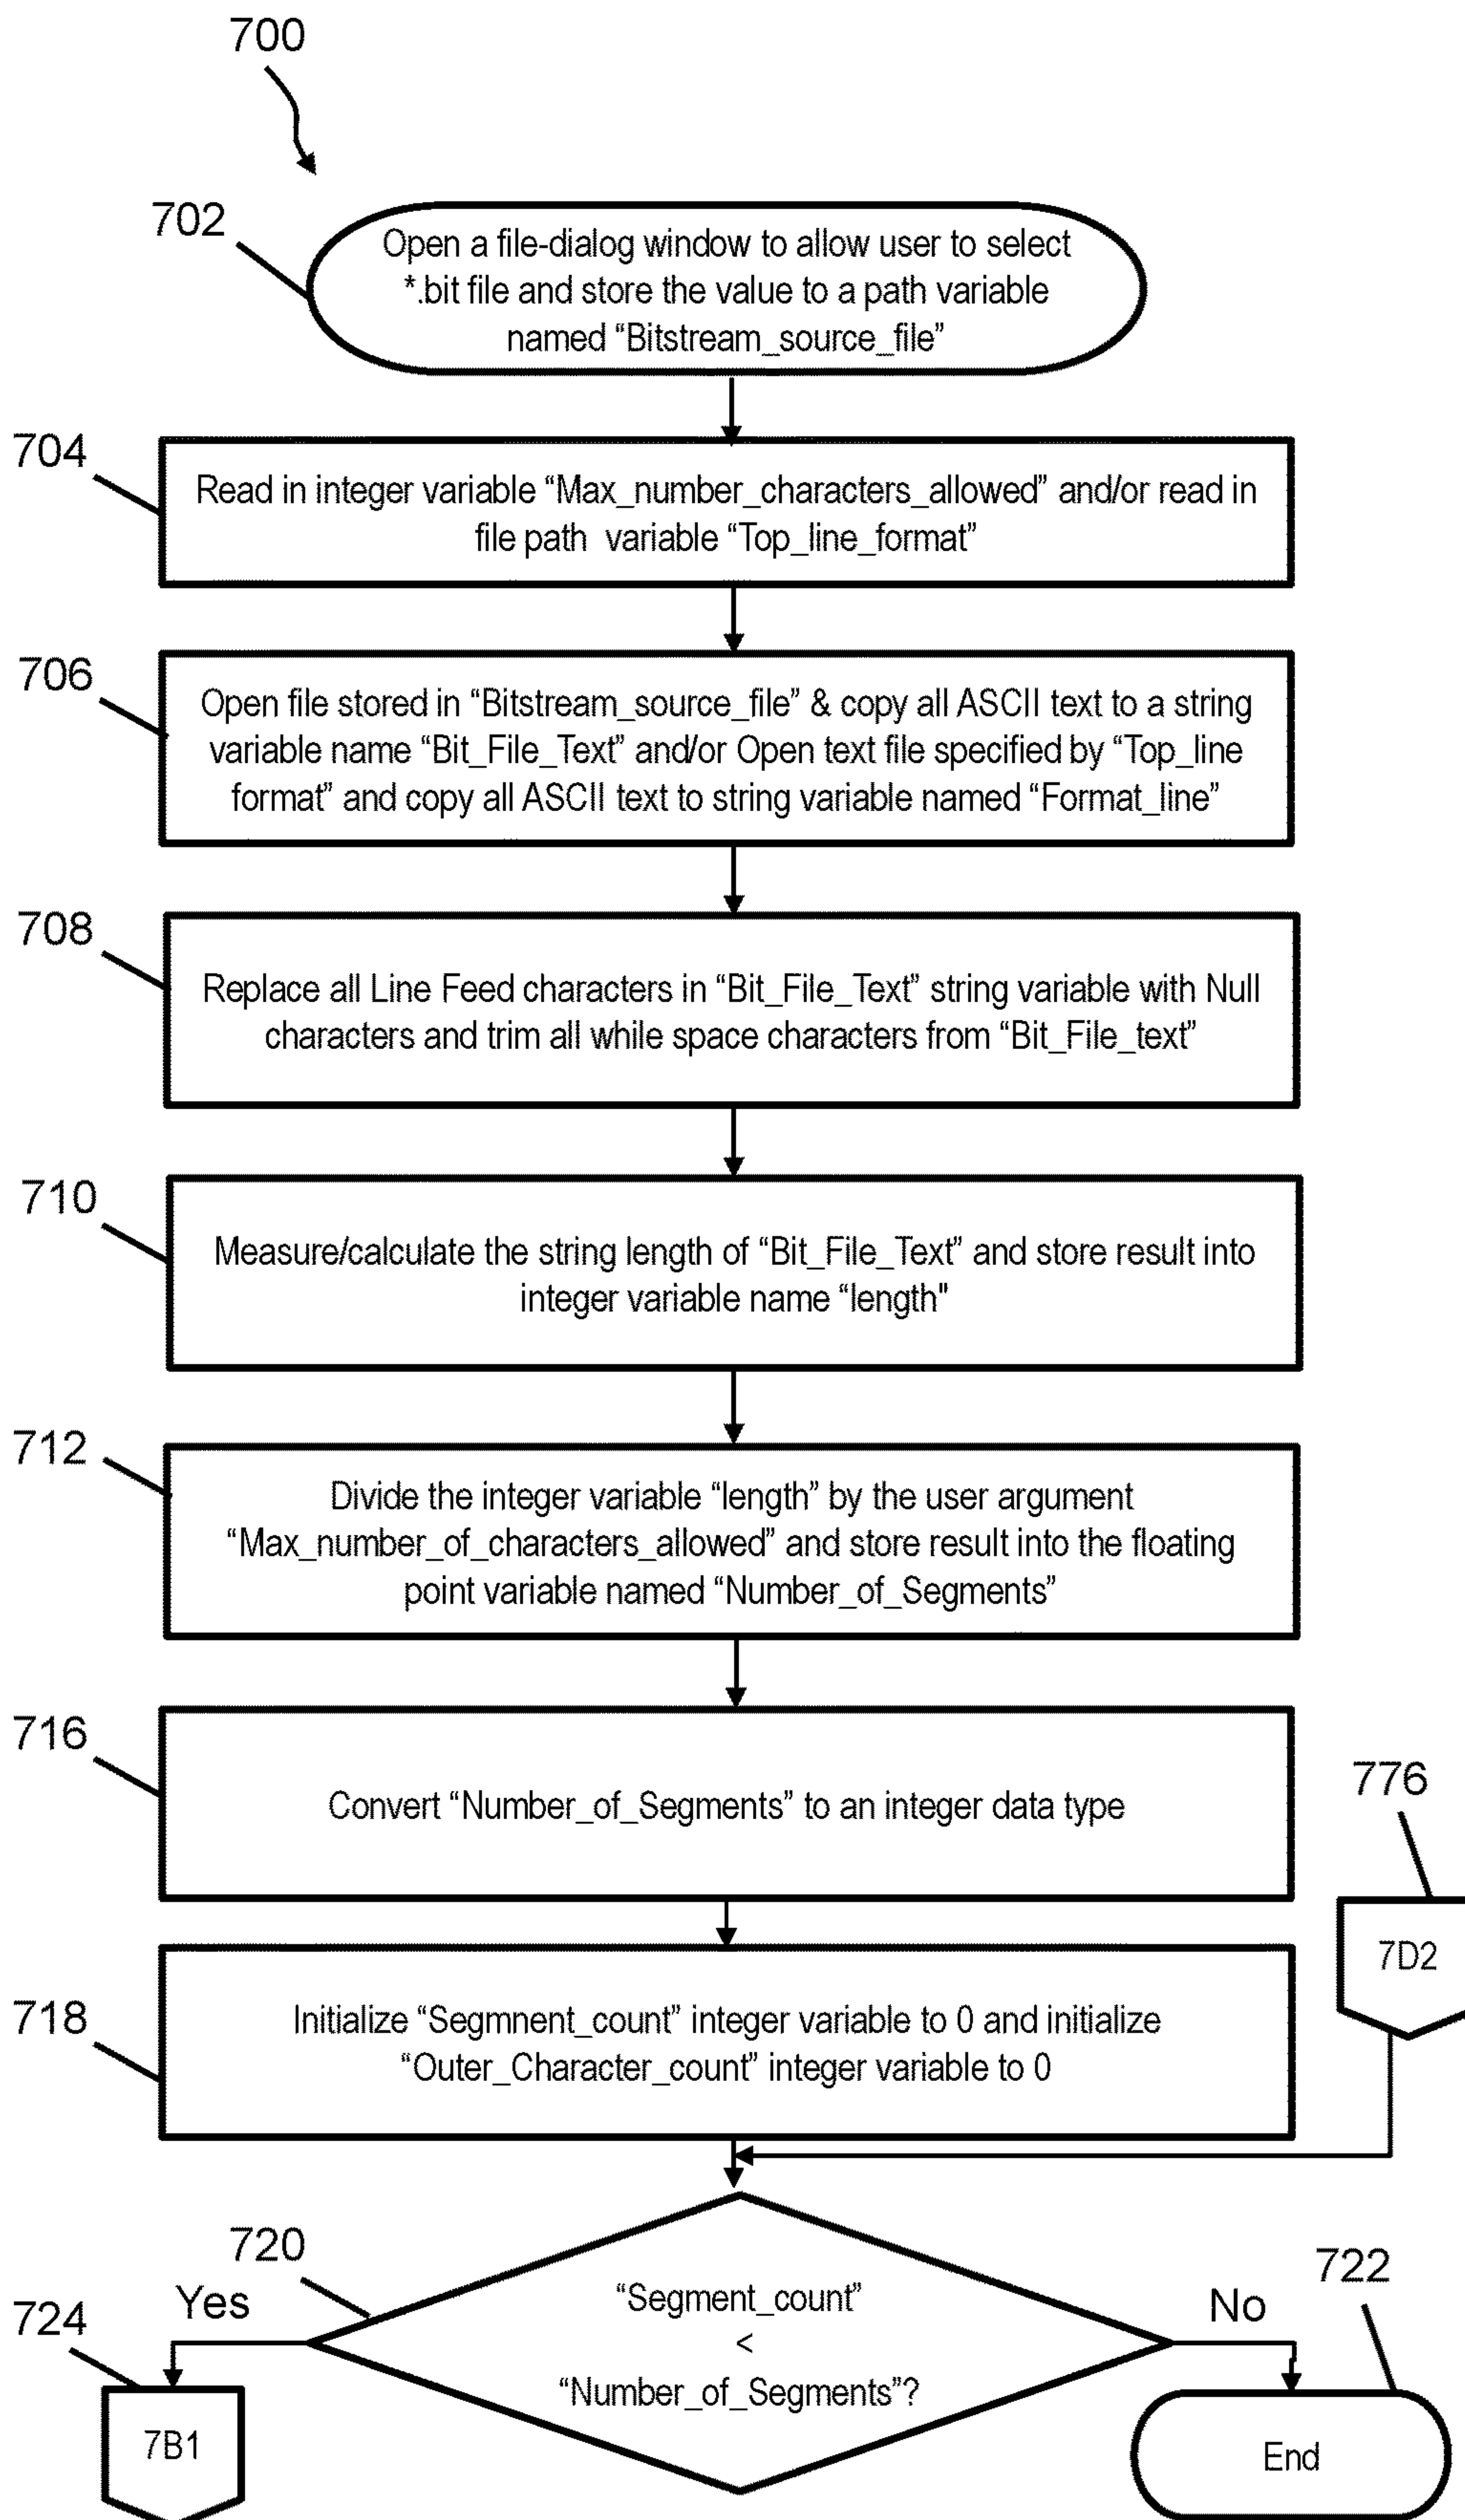 700
702
Open a file-dialog window to allow user to select
*.bit file and store the value to a path variable
named “Bitstream_source_file”
704
Read in integer variable “Max_number_characters_allowed” and/or read in
file path variable “Top_line_format”
706
Open file stored in “Bitstream_source_file” & copy all ASCII text to a string
variable name “Bit_File_Text” and/or Open text file specified by “Top_line
format” and copy all ASCII text to string variable named “Format_line”
708
Replace all Line Feed characters in “Bit_File_Text” string variable with Null
characters and trim all while space characters from “Bit_File_text”
710
Measure/calculate the string length of “Bit_File_Text” and store result into
integer variable name “length"
712
Divide the integer variable “length” by the user argument
“Max_number_of_characters_allowed” and store result into the floating
point variable named “Number_of_Segments”
716
Convert “Number_of_Segments” to an integer data type
776
7D2
718
Initialize “Segmnent_count” integer variable to 0 and initialize
“Outer_Character_count” integer variable to 0
720
“Segment_count”
<
“Number_of_Segments”?
Yes
724
7B1
No
722
End